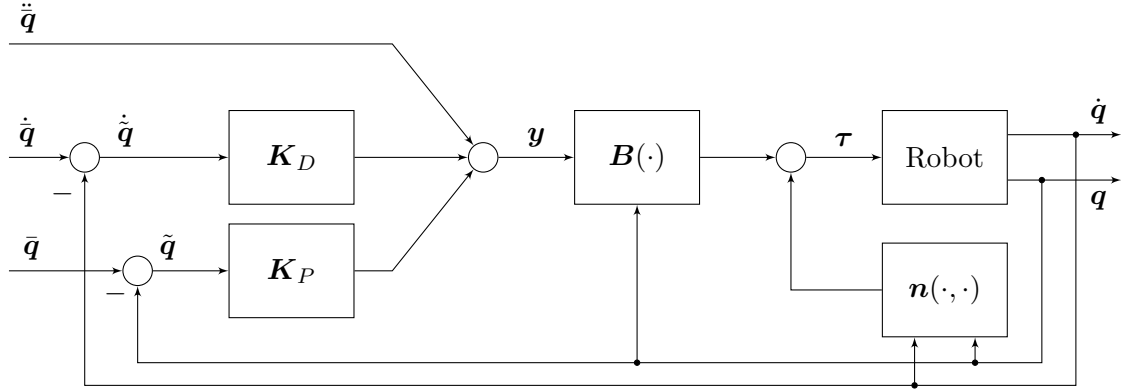 q̄̈
q̄̇ q̃̇ K_D y B(·) τ Robot q̇
−
q
q̄ q̃ K_P n(·,·)
−